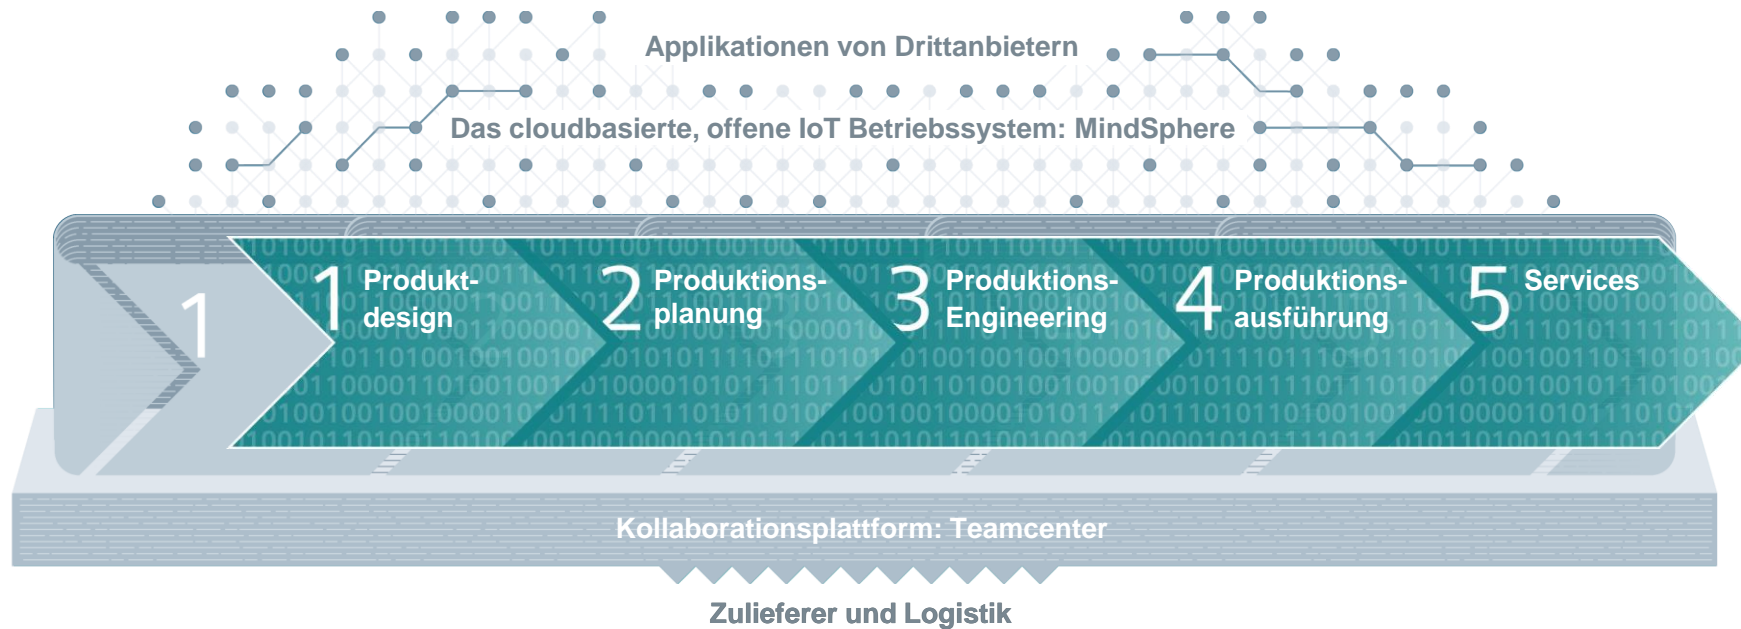 Applikationen von Drittanbietern
Das cloudbasierte, offene IoT Betriebssystem: MindSphere
1
1 Produkt-
design
2 Produktions-
planung
3 Produktions-
Engineering
4 Produktions-
ausführung
5 Services
Kollaborationsplattform: Teamcenter
Zulieferer und Logistik